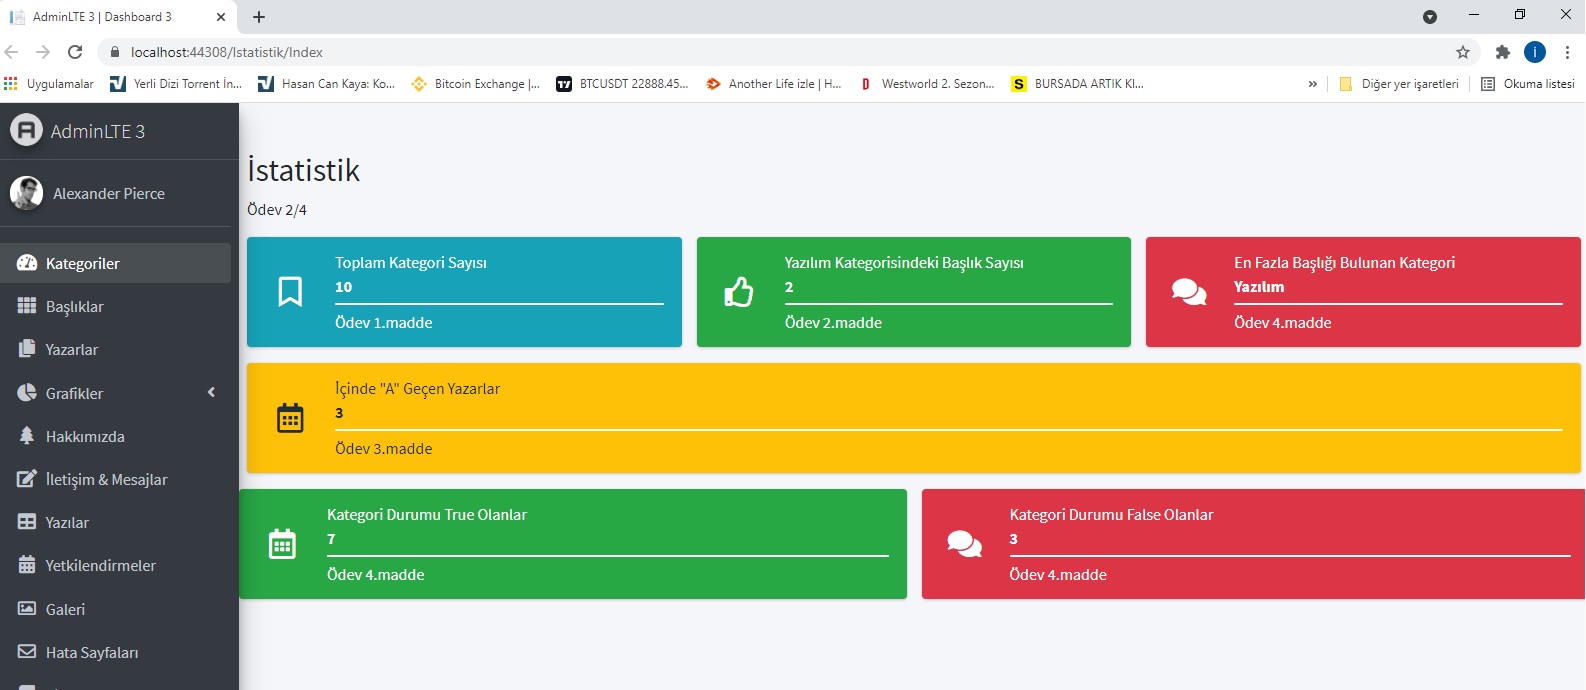 AdminLTE 3 | Dashboard 3
localhost:44308/Istatistik/Index
i
Uygulamalar
Yerli Dizi Torrent İn...
Hasan Can Kaya: Ko...
Bitcoin Exchange |...
BTCUSDT 22888.45...
Another Life izle | H...
D
Westworld 2. Sezon...
S
BURSADA ARTIK KI...
»
Diğer yer işaretleri
Okuma listesi
AdminLTE 3
Alexander Pierce
Kategoriler
Başlıklar
Yazarlar
Grafikler
Hakkımızda
İletişim & Mesajlar
Yazılar
Yetkilendirmeler
Galeri
Hata Sayfaları
İstatistik
Ödev 2/4
Toplam Kategori Sayısı
10
Ödev 1.madde
Yazılım Kategorisindeki Başlık Sayısı
2
Ödev 2.madde
En Fazla Başlığı Bulunan Kategori
Yazılım
Ödev 4.madde
İçinde "A" Geçen Yazarlar
3
Ödev 3.madde
Kategori Durumu True Olanlar
7
Ödev 4.madde
Kategori Durumu False Olanlar
3
Ödev 4.madde